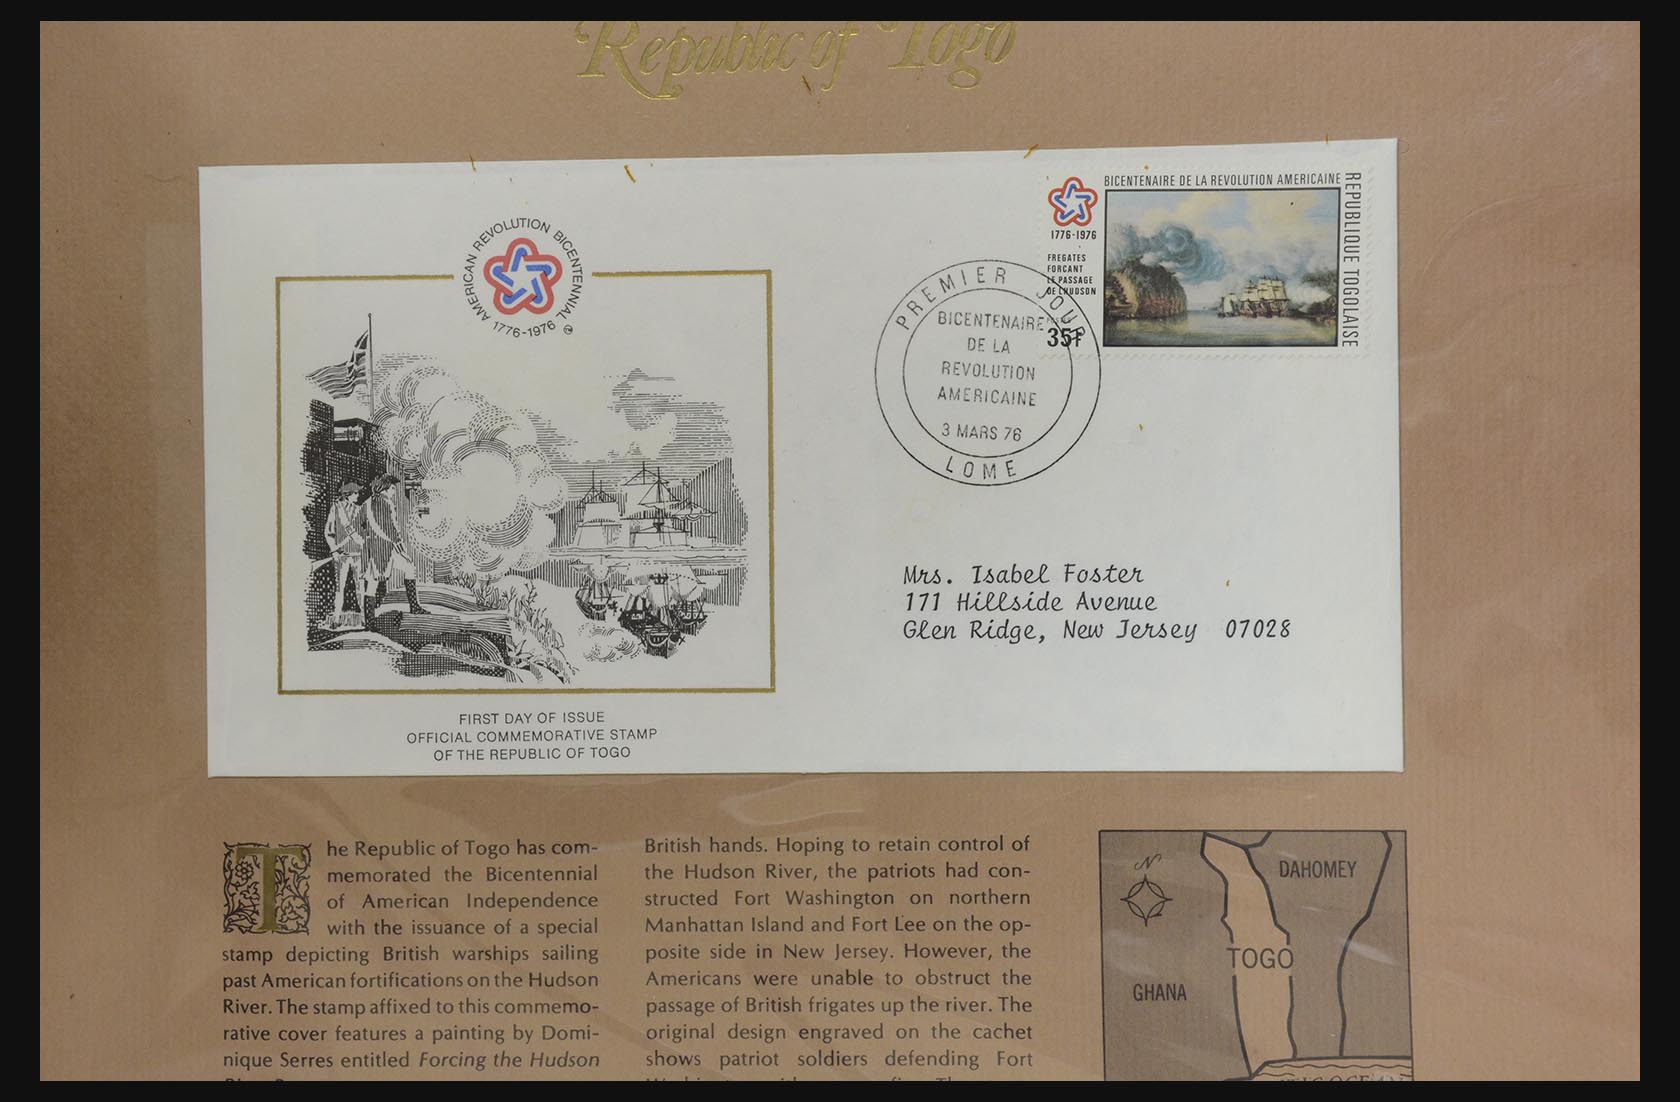 Republic of Togo
AMERICAN REVOLUTION BICENTENNIAL
1776-1976
BICENTENAIRE DE LA REVOLUTION AMERICAINE
REPUBLIQUE TOGOLAISE
1776-1976
FREGATES
FORCANT
LE PASSAGE
DE L'HUDSON
35F
PREMIER JOUR
BICENTENAIRE
DE LA
REVOLUTION
AMERICAINE
3 MARS 76
LOME
Mrs. Isabel Foster
171 Hillside Avenue
Glen Ridge, New Jersey 07028
FIRST DAY OF ISSUE
OFFICIAL COMMEMORATIVE STAMP
OF THE REPUBLIC OF TOGO
The Republic of Togo has com-
memorated the Bicentennial
of American Independence
with the issuance of a special
stamp depicting British warships sailing
past American fortifications on the Hudson
River. The stamp affixed to this commemo-
rative cover features a painting by Domi-
nique Serres entitled Forcing the Hudson
British hands. Hoping to retain control of
the Hudson River, the patriots had con-
structed Fort Washington on northern
Manhattan Island and Fort Lee on the op-
posite side in New Jersey. However, the
Americans were unable to obstruct the
passage of British frigates up the river. The
original design engraved on the cachet
shows patriot soldiers defending Fort
N
DAHOMEY
TOGO
GHANA